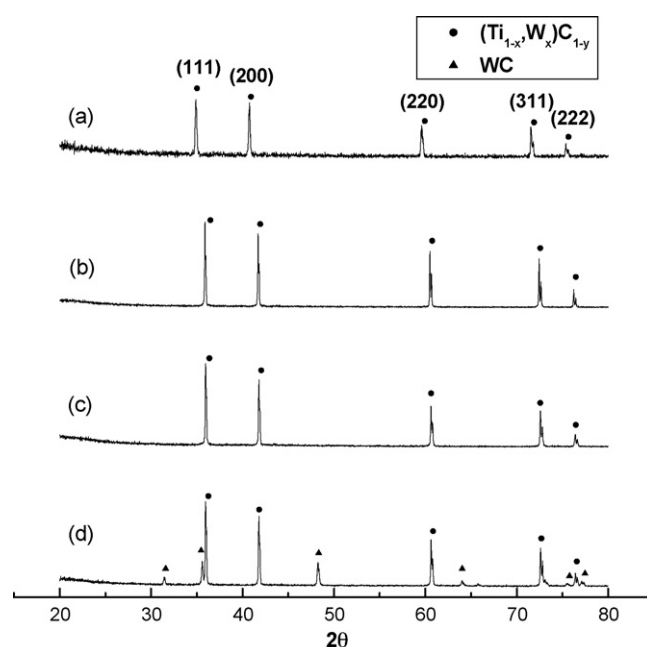 ● (Ti1-x,Wx)C1-y
▲ WC
(111) (200) (220) (311) (222)
(a)
(b)
(c)
(d)
20 30 40 50 60 70 80
2θ